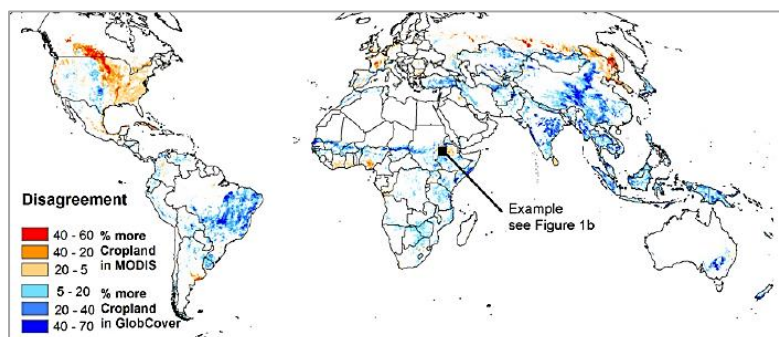 Disagreement
40 - 60 % more
40 - 20 Cropland
20 - 5 in MODIS
5 - 20 % more
20 - 40 Cropland
40 - 70 in GlobCover
Example
see Figure 1b